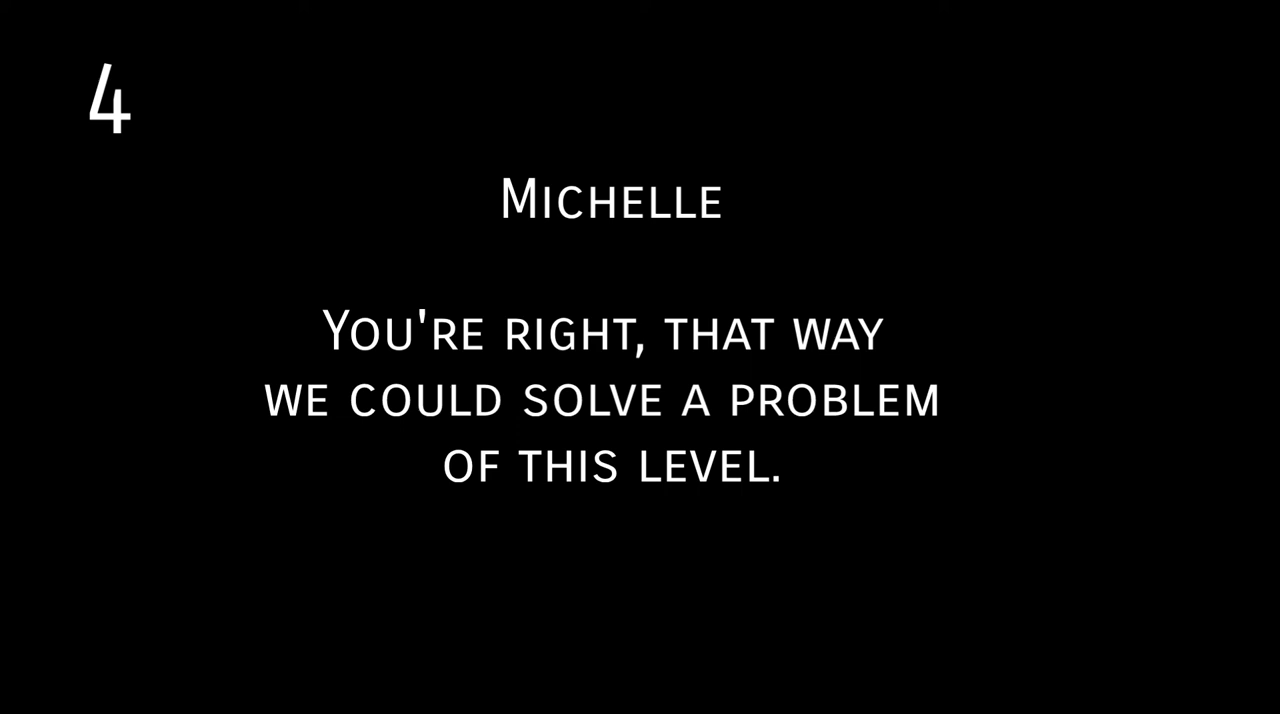 4
Michelle
You're right, that way
we could solve a problem
of this level.